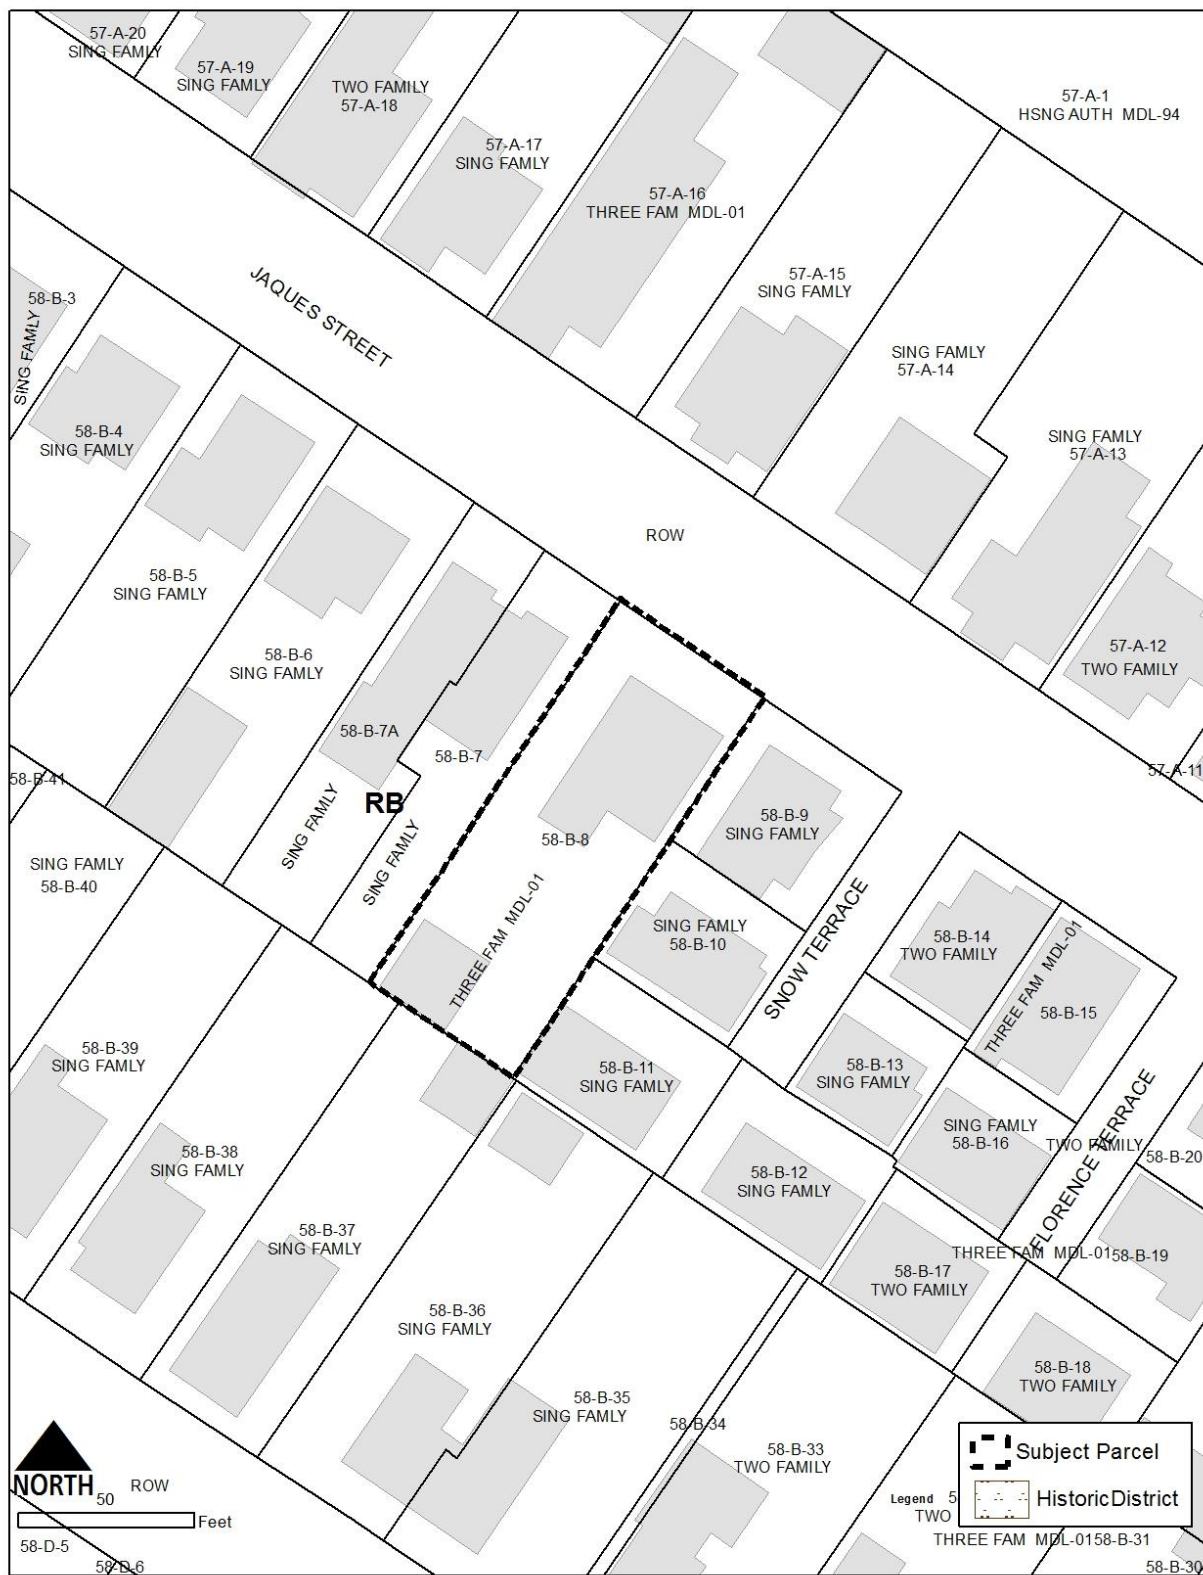 57-A-20
SING FAMLY
57-A-19
SING FAMLY
TWO FAMILY
57-A-18
57-A-1
HSNG AUTH MDL-94
57-A-17
SING FAMLY
57-A-16
THREE FAM MDL-01
57-A-15
SING FAMLY
58-B-3
SING FAMLY
JAQUES STREET
SING FAMLY
57-A-14
58-B-4
SING FAMLY
SING FAMLY
57-A-13
ROW
58-B-5
SING FAMLY
58-B-6
SING FAMLY
57-A-12
TWO FAMILY
58-B-7A
SING FAMLY
58-B-7
SING FAMLY
57-A-11
58-B-41
RB
58-B-9
SING FAMLY
58-B-8
THREE FAM MDL-01
SING FAMLY
58-B-40
SING FAMLY
58-B-10
SNOW TERRACE
58-B-14
TWO FAMILY
THREE FAM MDL-01
58-B-15
58-B-39
SING FAMLY
58-B-11
SING FAMLY
58-B-13
SING FAMLY
SING FAMLY
58-B-16
TWO FAMILY
58-B-20
FLORENCE TERRACE
58-B-38
SING FAMLY
58-B-12
SING FAMLY
58-B-37
SING FAMLY
THREE FAM MDL-01
58-B-19
58-B-17
TWO FAMILY
58-B-36
SING FAMLY
58-B-18
TWO FAMILY
58-B-35
SING FAMLY
58-B-34
58-B-33
TWO FAMILY
NORTH
ROW
50
Feet
58-D-5
58-D-6
Legend
5
TWO
Subject Parcel
Historic District
THREE FAM MDL-01
58-B-31
58-B-30